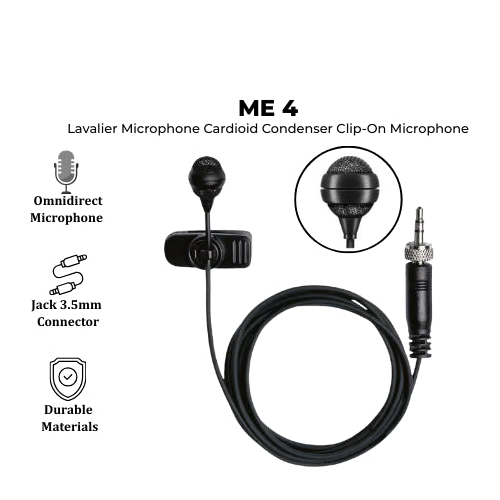 ME 4
Lavalier Microphone Cardioid Condenser Clip-On Microphone
Omnidirect
Microphone
Jack 3.5mm
Connector
Durable
Materials